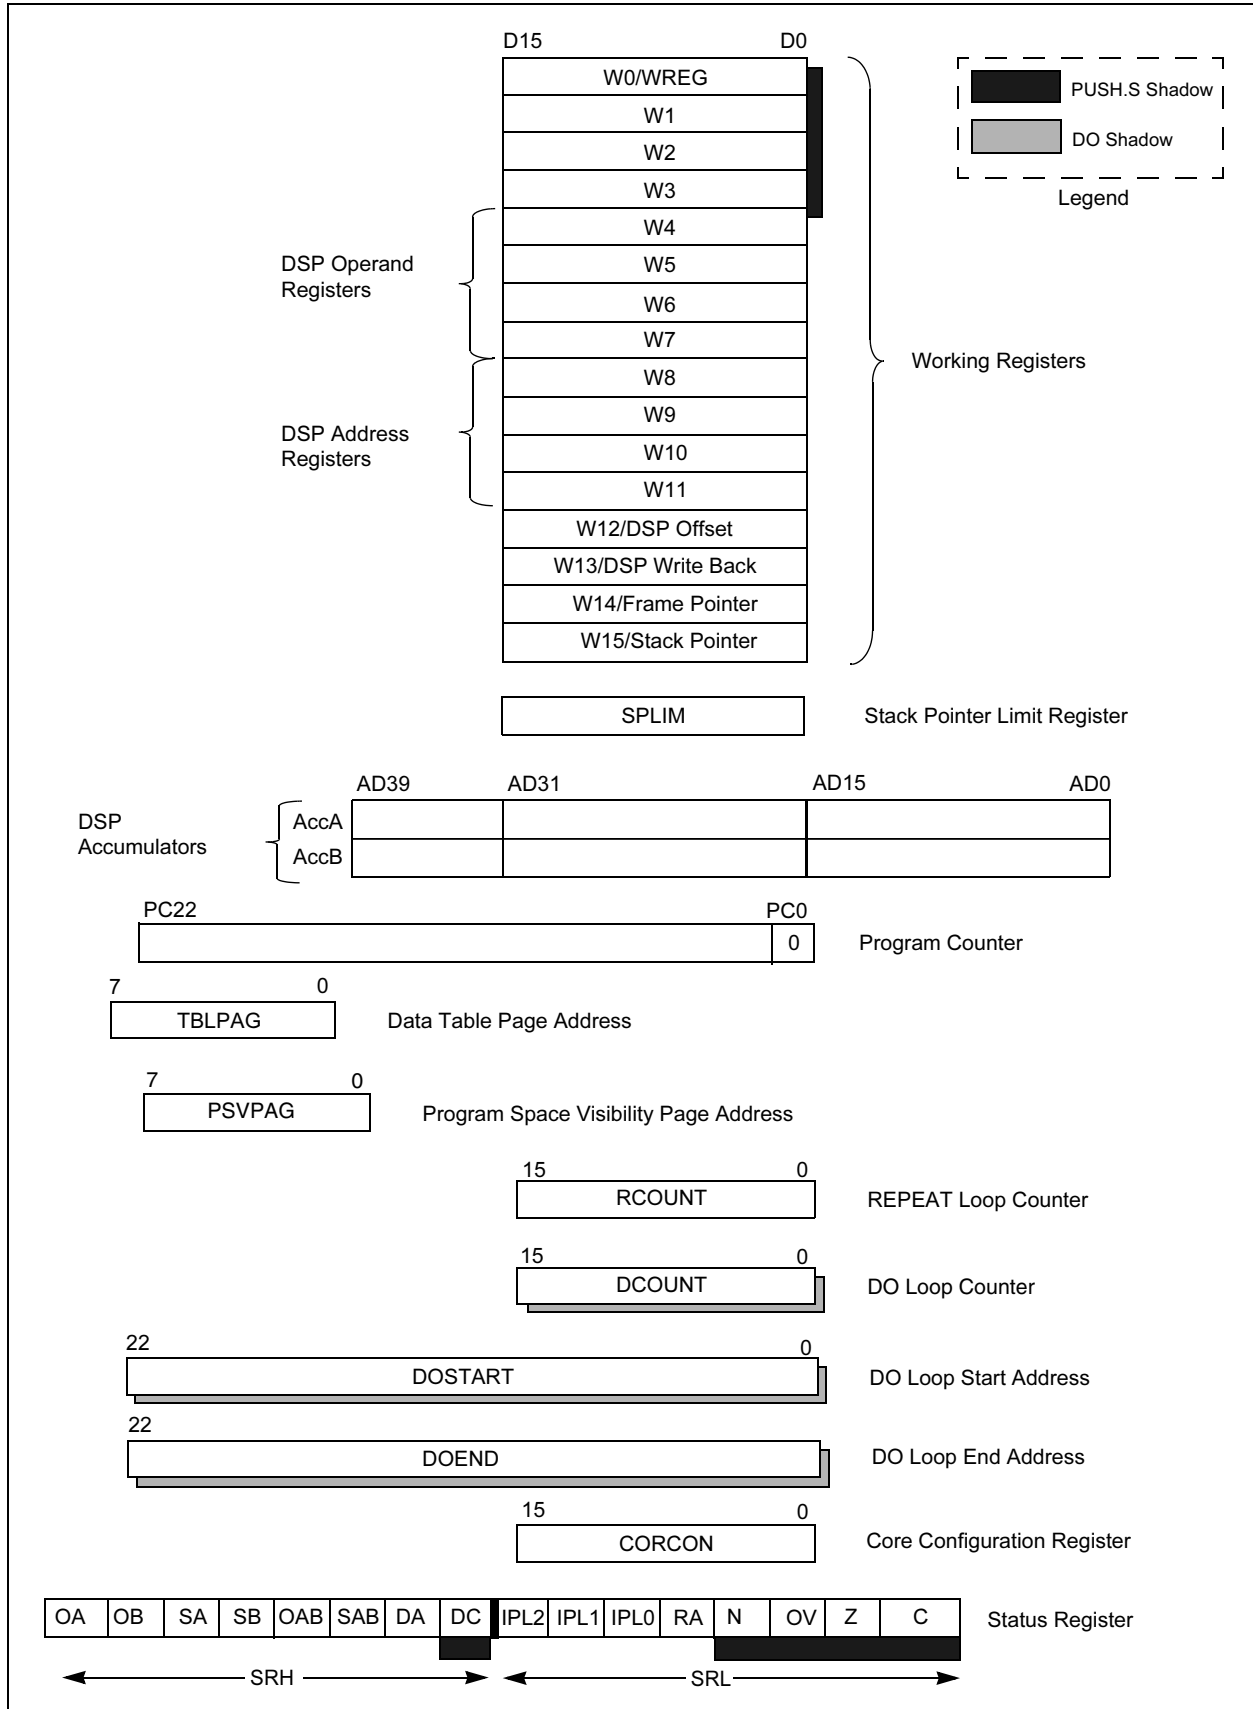 D15 D0
W0/WREG
W1
W2
W3
W4
W5
W6
W7
W8
W9
W10
W11
W12/DSP Offset
W13/DSP Write Back
W14/Frame Pointer
W15/Stack Pointer
PUSH.S Shadow
DO Shadow
Legend
DSP Operand
Registers
DSP Address
Registers
Working Registers
SPLIM Stack Pointer Limit Register
AD39 AD31 AD15 AD0
DSP
Accumulators
AccA
AccB
PC22 PC0
0 Program Counter
7 0
TBLPAG Data Table Page Address
7 0
PSVPAG Program Space Visibility Page Address
15 0
RCOUNT REPEAT Loop Counter
15 0
DCOUNT DO Loop Counter
22 0
DOSTART DO Loop Start Address
22
DOEND DO Loop End Address
15 0
CORCON Core Configuration Register
OA OB SA SB OAB SAB DA DC IPL2 IPL1 IPL0 RA N OV Z C Status Register
SRH SRL